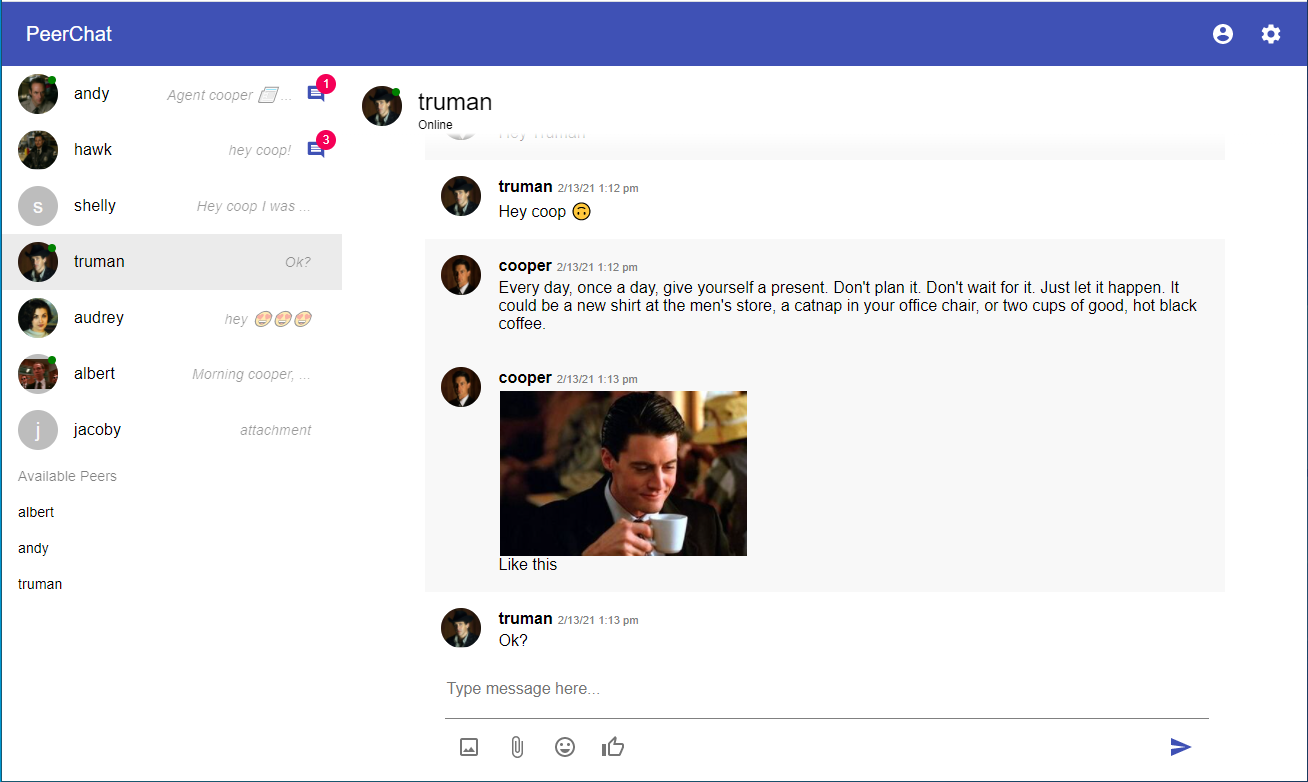 PeerChat
andy Agent cooper 📄 ... 1
hawk hey coop! 3
s shelly Hey coop I was ...
truman Ok?
audrey hey 🤩🤩🤩
albert Morning cooper, ...
j jacoby attachment
Available Peers
albert
andy
truman
truman
Online
Hey Truman
truman 2/13/21 1:12 pm
Hey coop 🙃
cooper 2/13/21 1:12 pm
Every day, once a day, give yourself a present. Don't plan it. Don't wait for it. Just let it happen. It
could be a new shirt at the men's store, a catnap in your office chair, or two cups of good, hot black
coffee.
cooper 2/13/21 1:13 pm
Like this
truman 2/13/21 1:13 pm
Ok?
Type message here...